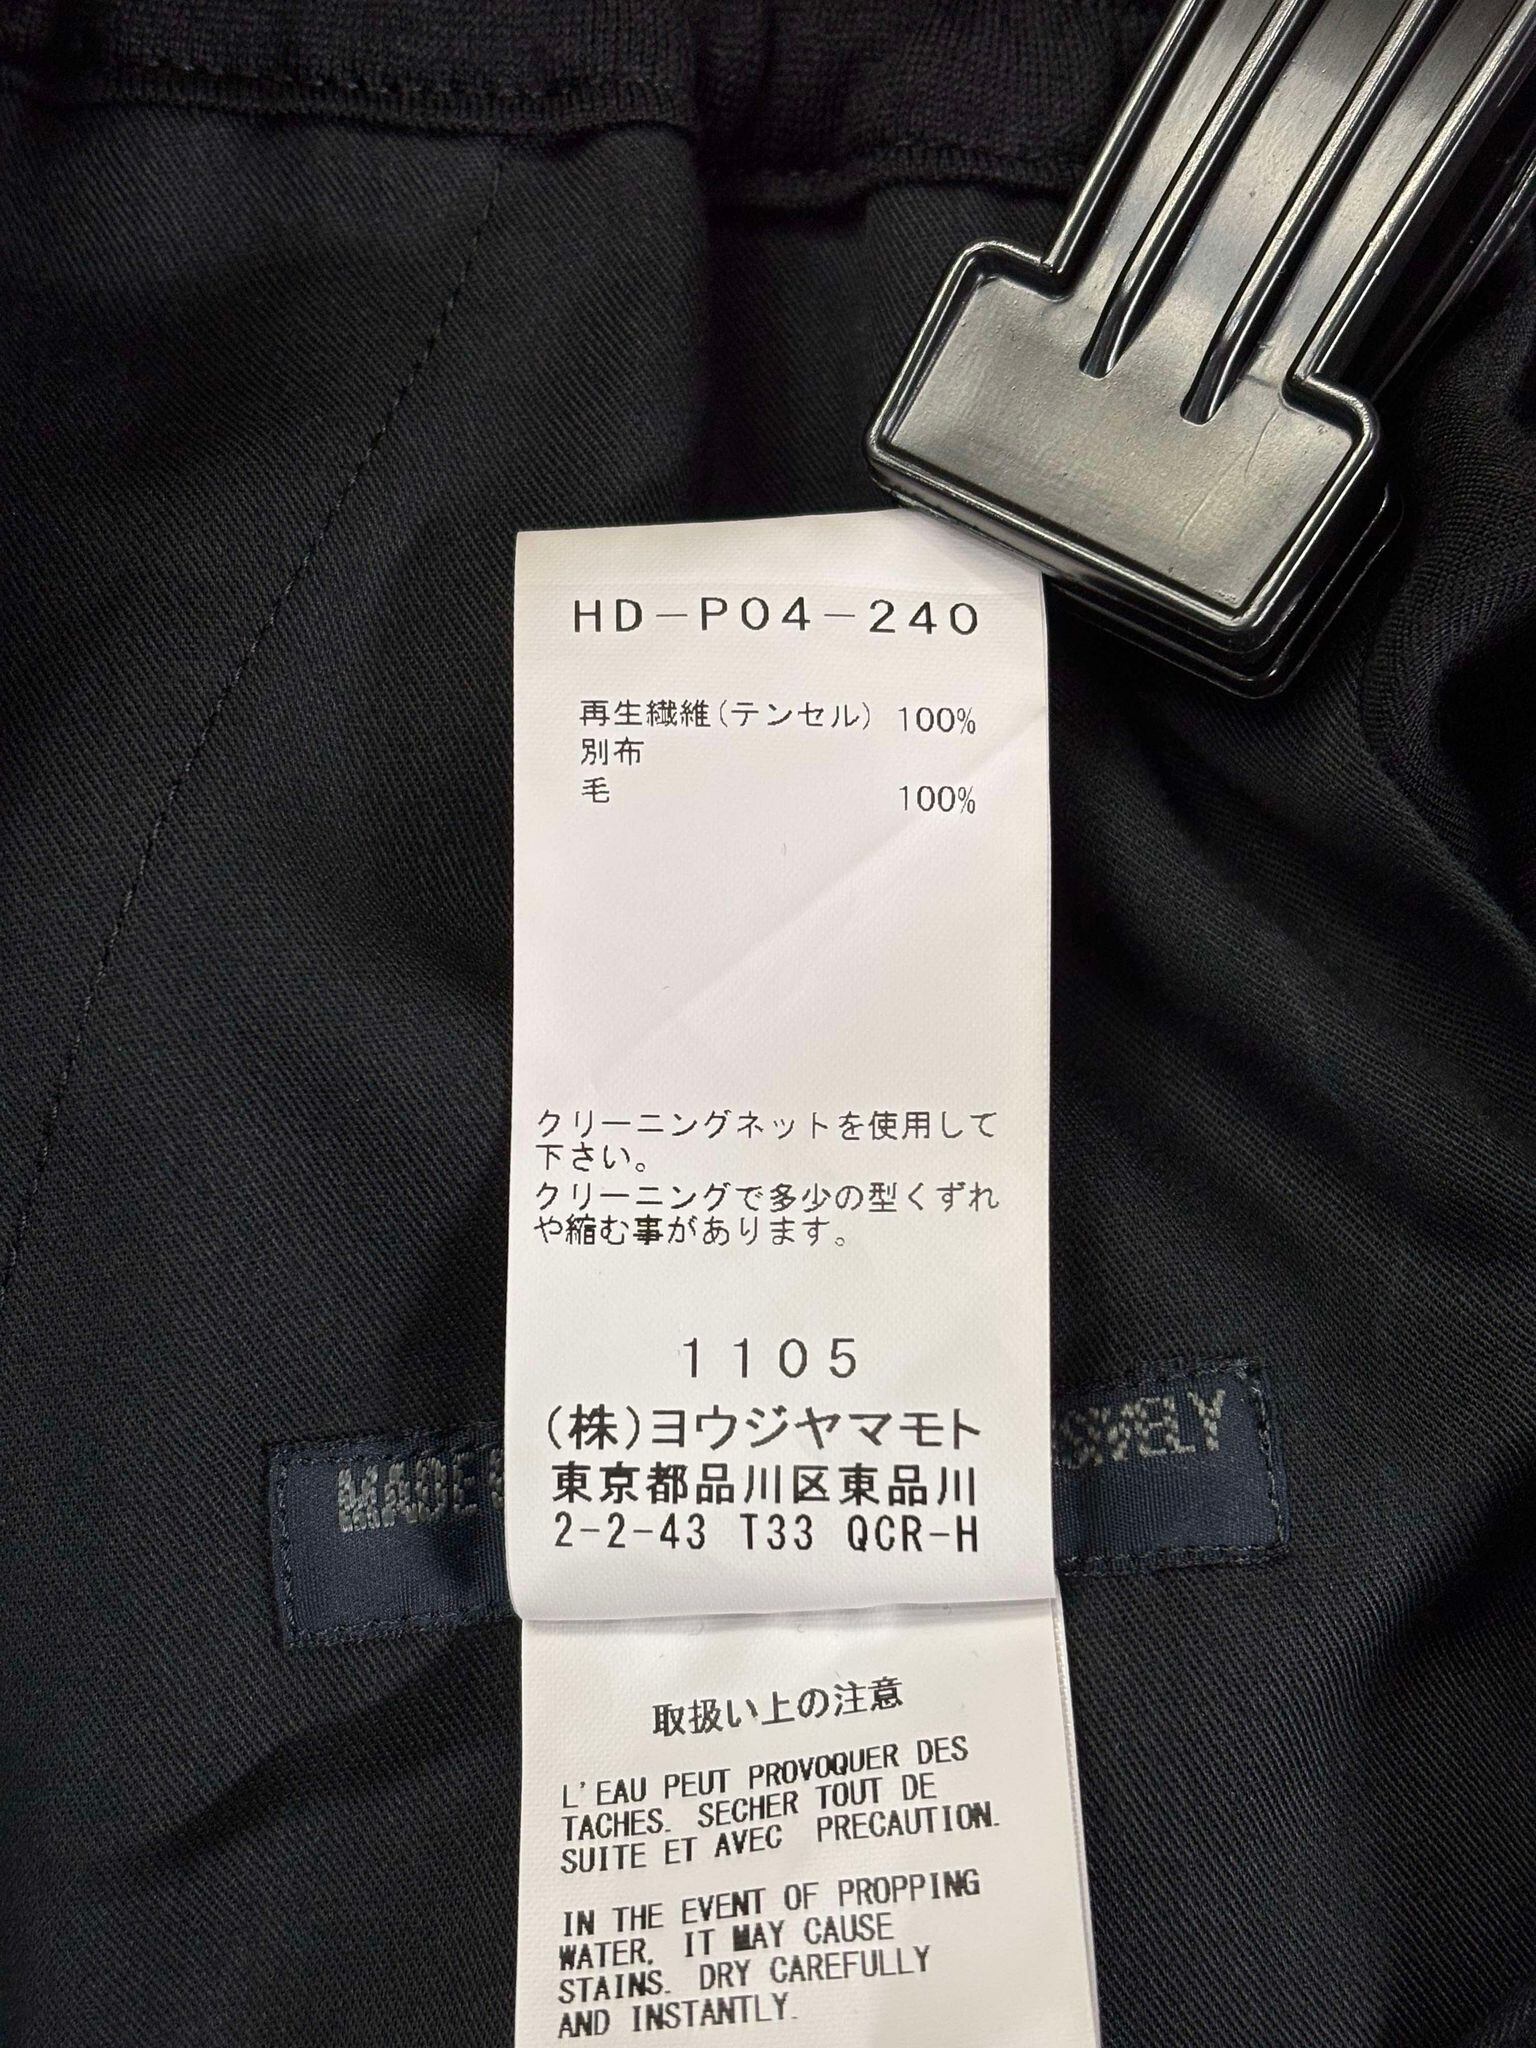 HD-P04-240
再生繊維(テンセル) 100%
別布
毛 100%
クリーニングネットを使用して
下さい。
クリーニングで多少の型くずれ
や縮む事があります。
1105
(株)ヨウジヤマモト
東京都品川区東品川
2-2-43 T33 QCR-H
MADE
取扱い上の注意
L'EAU PEUT PROVOQUER DES
TACHES. SECHER TOUT DE
SUITE ET AVEC PRECAUTION.
IN THE EVENT OF PROPPING
WATER. IT MAY CAUSE
STAINS. DRY CAREFULLY
AND INSTANTLY.